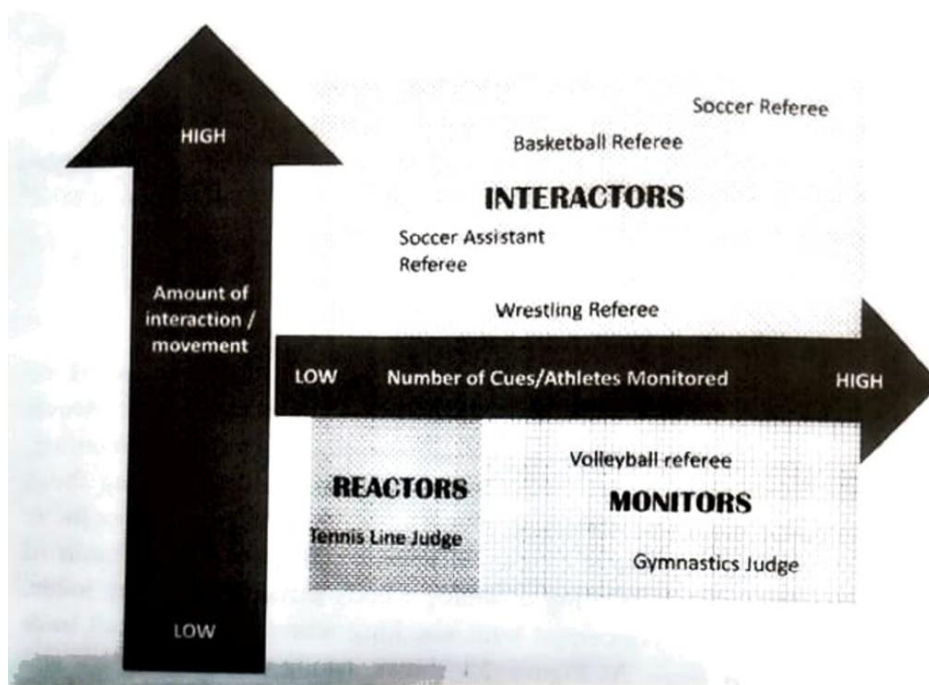 HIGH
Soccer Referee
Basketball Referee
INTERACTORS
Soccer Assistant
Referee
Amount of
interaction /
movement
Wrestling Referee
LOW
Number of Cues/Athletes Monitored
HIGH
Volleyball referee
REACTORS
MONITORS
Tennis Line Judge
Gymnastics Judge
LOW